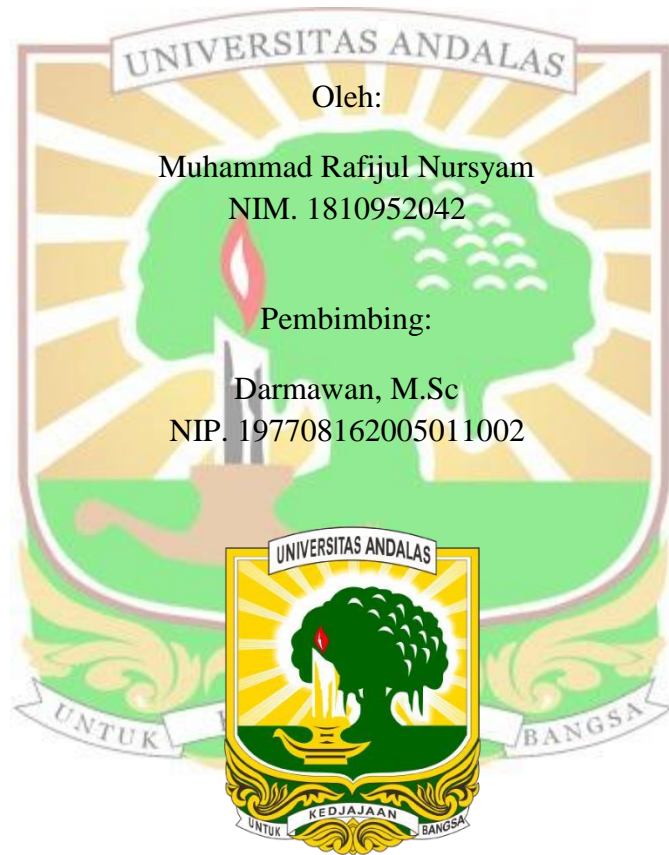 UNIVERSITAS ANDALAS
Oleh:
Muhammad Rafijul Nursyam
NIM. 1810952042
Pembimbing:
Darmawan, M.Sc
NIP. 197708162005011002
UNIVERSITAS ANDALAS
UNTUK BANGSA
UNTUK KEDJAJAAN BANGSA